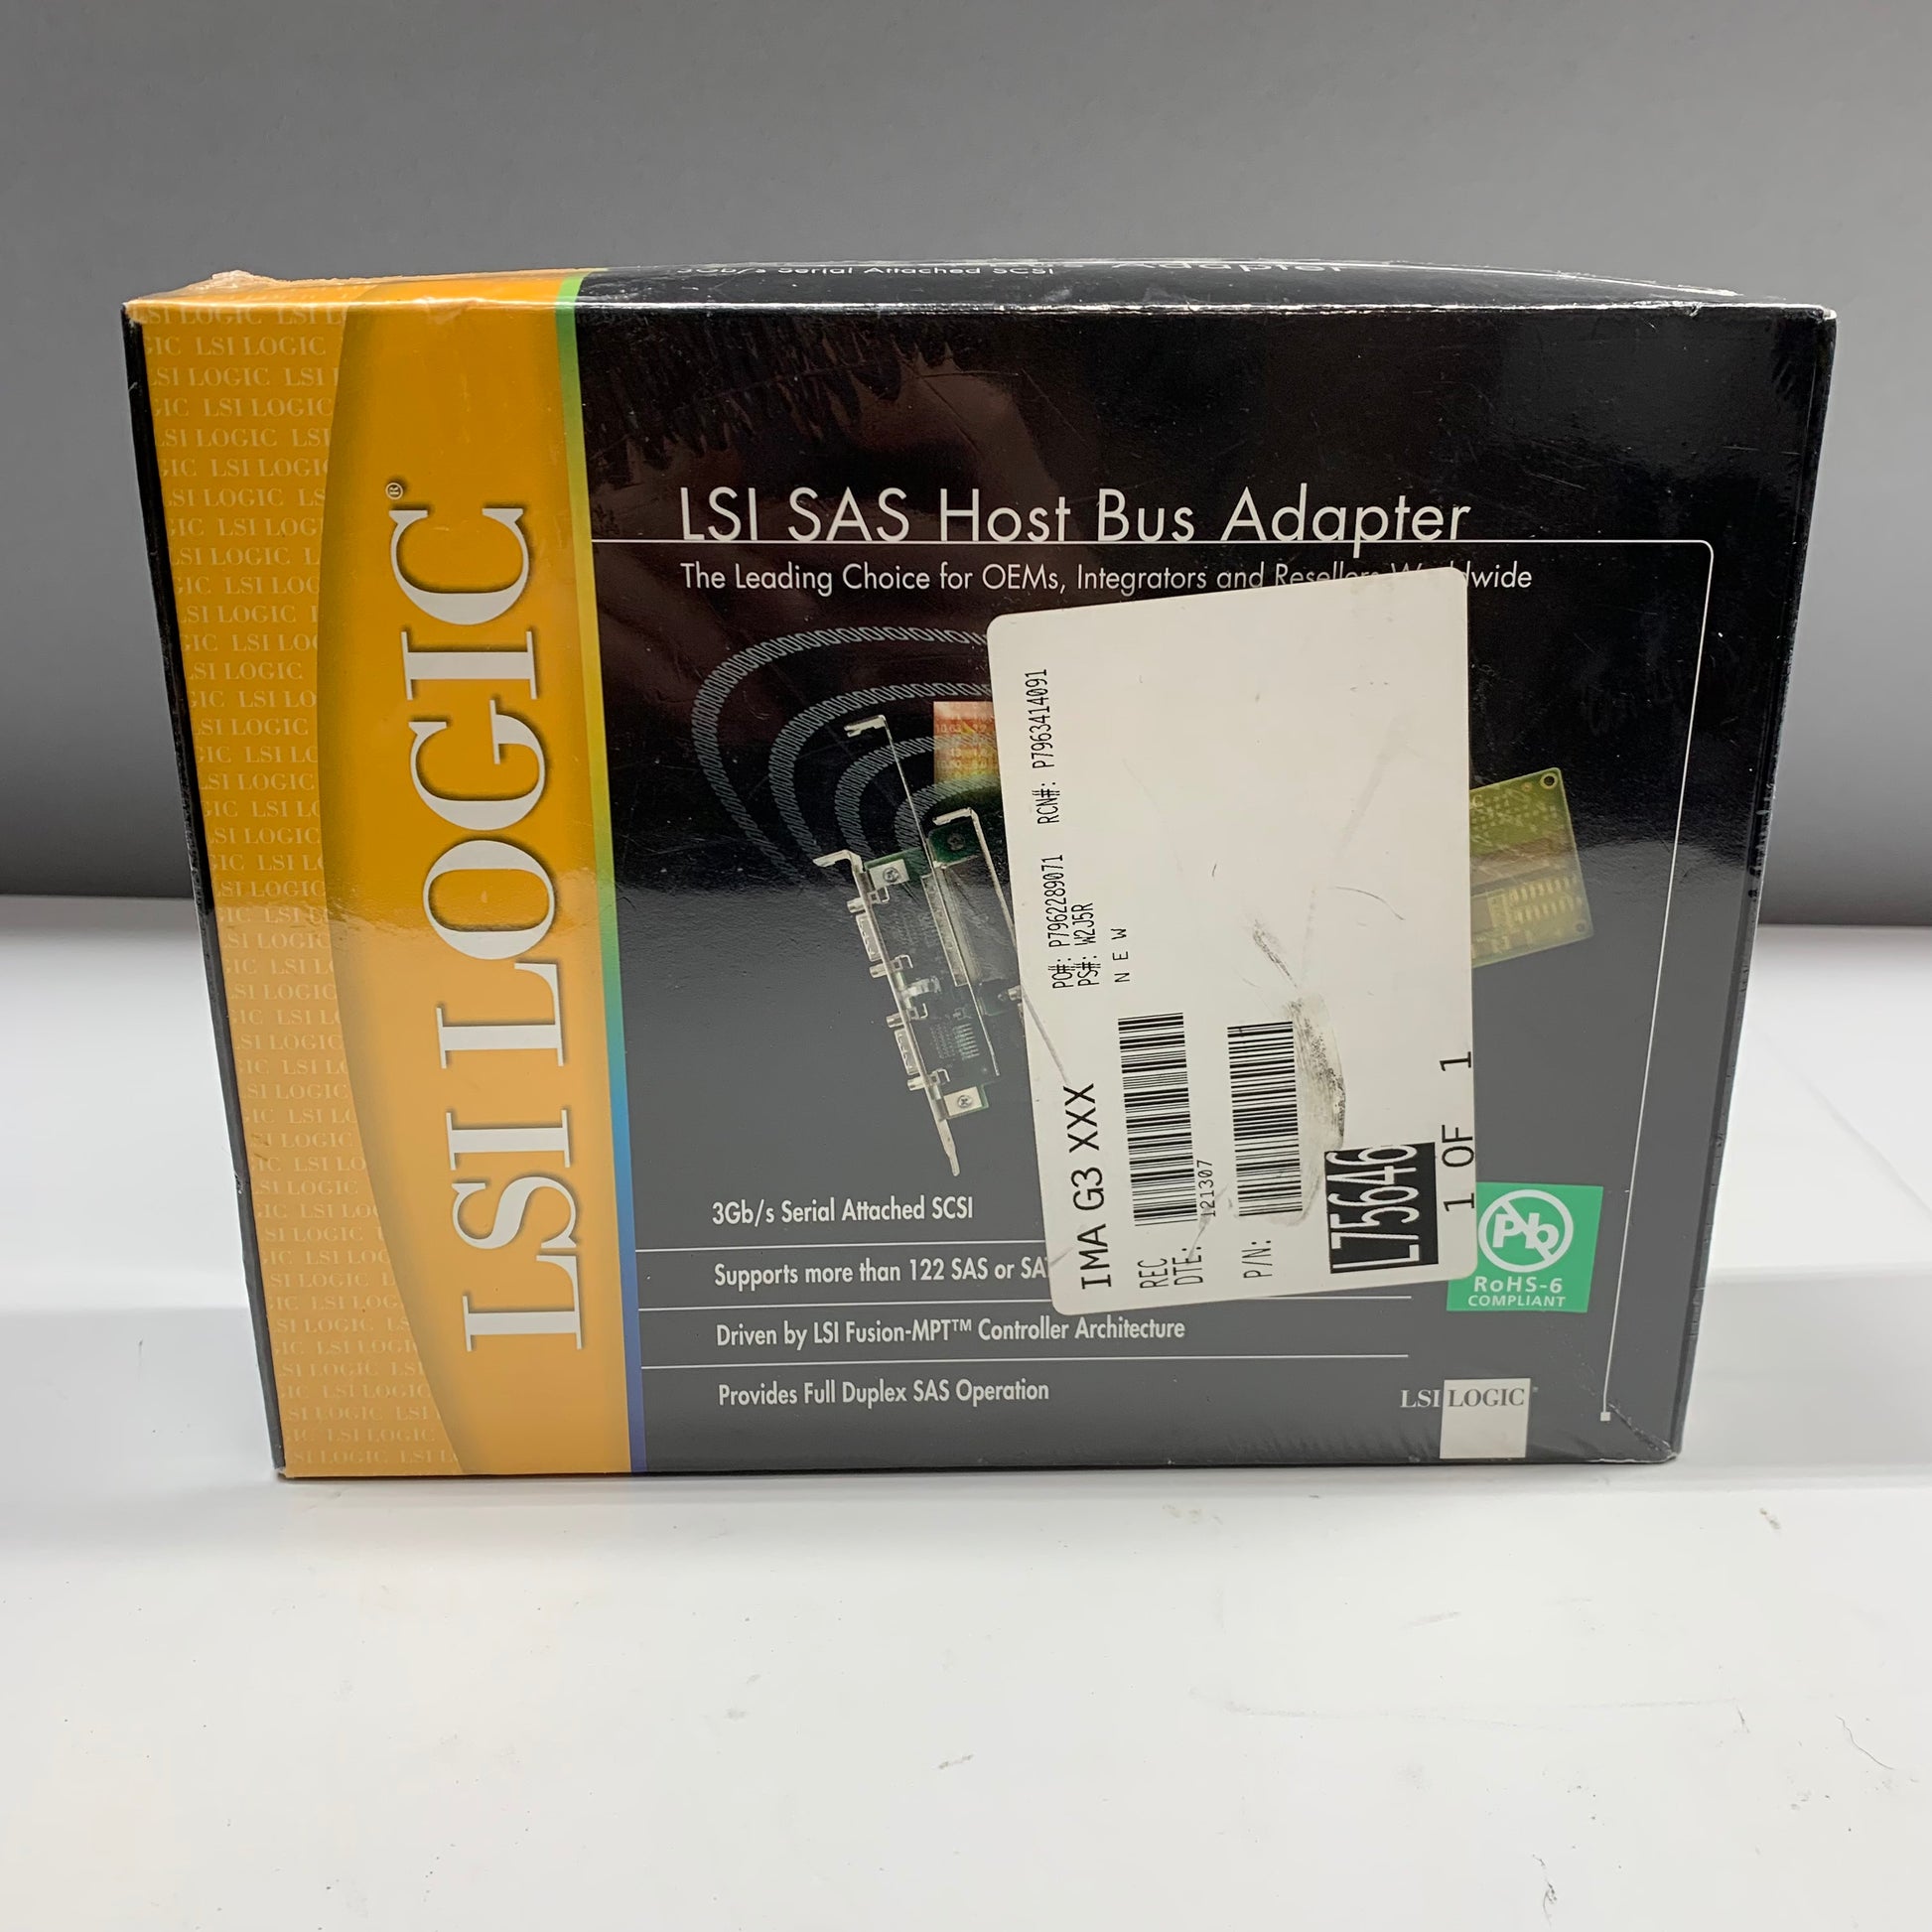 3Gb/s Serial Attached SCSI
Adapter
LSI LOGIC®
LSI SAS Host Bus Adapter
The Leading Choice for OEMs, Integrators and Resellers Worldwide
PO#: P7962289071 RCN#: P7963414091
PS#: W2J5R
NEW
IMA G3 XXX
REC
DTE:
121307
P/N:
L75646
1 OF 1
3Gb/s Serial Attached SCSI
Supports more than 122 SAS or SA
Driven by LSI Fusion-MPT™ Controller Architecture
Provides Full Duplex SAS Operation
Pb
RoHS-6
COMPLIANT
LSI LOGIC